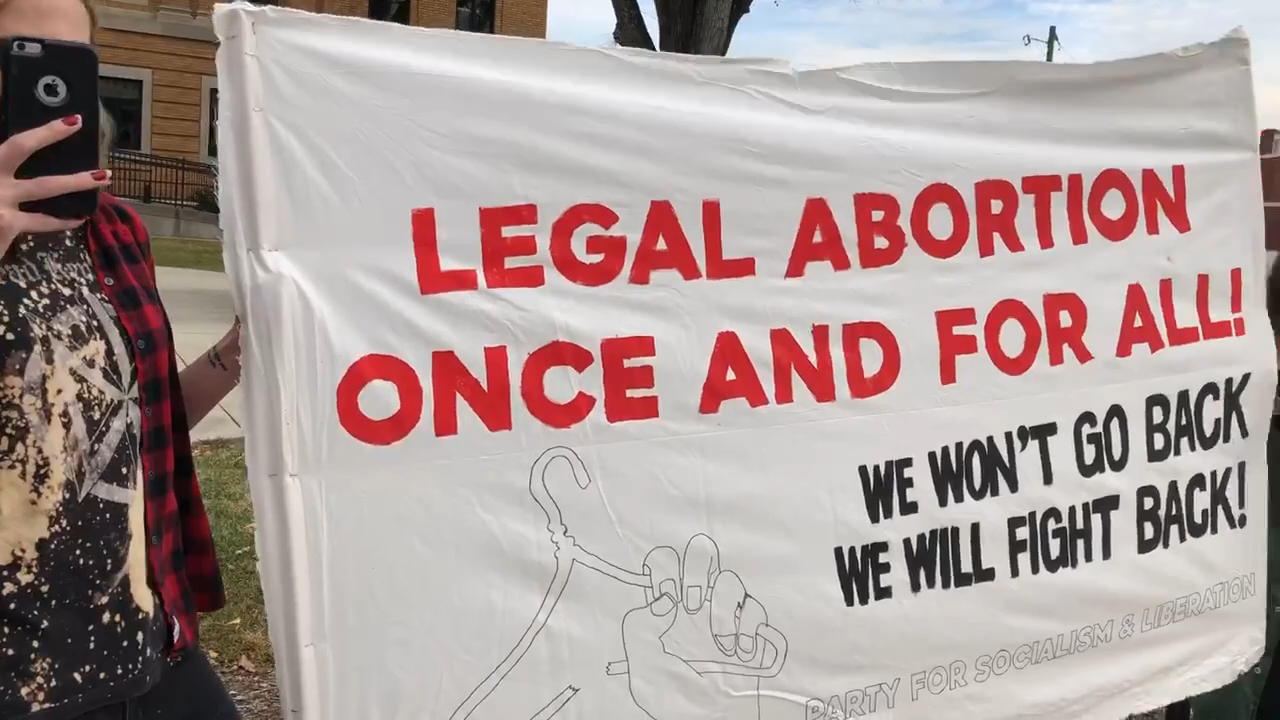 LEGAL ABORTION
ONCE AND FOR ALL!
WE WON'T GO BACK
WE WILL FIGHT BACK!
PARTY FOR SOCIALISM & LIBERATION